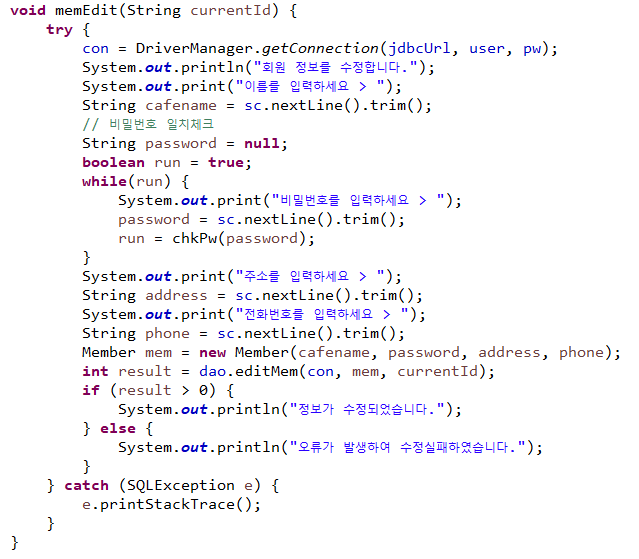 void memEdit(String currentId) {
    try {
        con = DriverManager.getConnection(jdbcUrl, user, pw);
        System.out.println("회원 정보를 수정합니다.");
        System.out.print("이름를 입력하세요 > ");
        String cafename = sc.nextLine().trim();
        // 비밀번호 일치체크
        String password = null;
        boolean run = true;
        while(run) {
            System.out.print("비밀번호를 입력하세요 > ");
            password = sc.nextLine().trim();
            run = chkPw(password);
        }
        System.out.print("주소를 입력하세요 > ");
        String address = sc.nextLine().trim();
        System.out.print("전화번호를 입력하세요 > ");
        String phone = sc.nextLine().trim();
        Member mem = new Member(cafename, password, address, phone);
        int result = dao.editMem(con, mem, currentId);
        if (result > 0) {
            System.out.println("정보가 수정되었습니다.");
        } else {
            System.out.println("오류가 발생하여 수정실패하였습니다.");
        }
    } catch (SQLException e) {
        e.printStackTrace();
    }
}